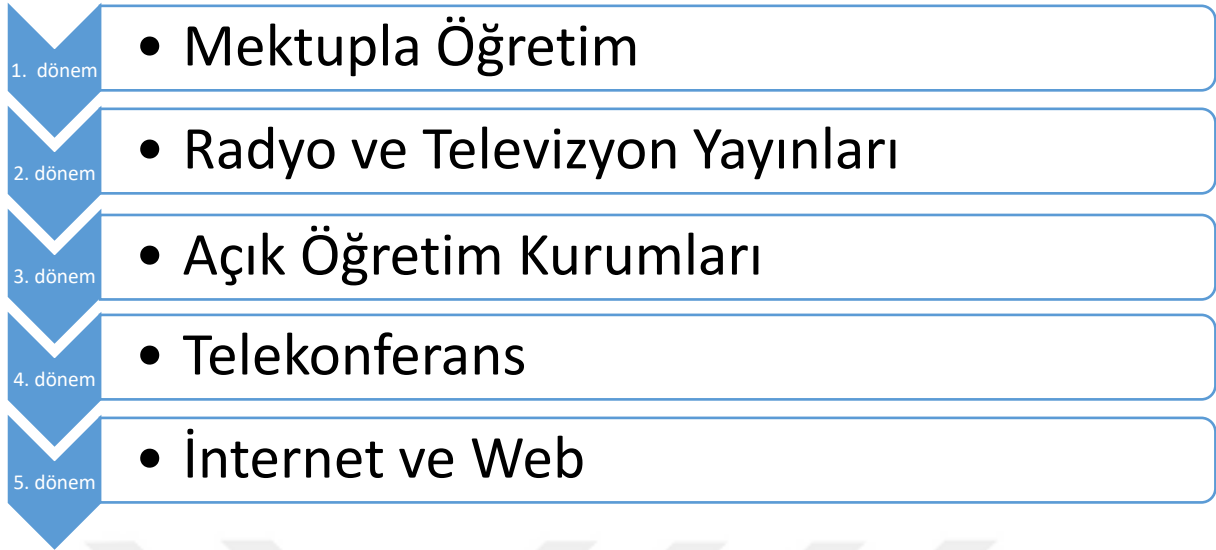 1. dönem
• Mektupla Öğretim
2. dönem
• Radyo ve Televizyon Yayınları
3. dönem
• Açık Öğretim Kurumları
4. dönem
• Telekonferans
5. dönem
• İnternet ve Web